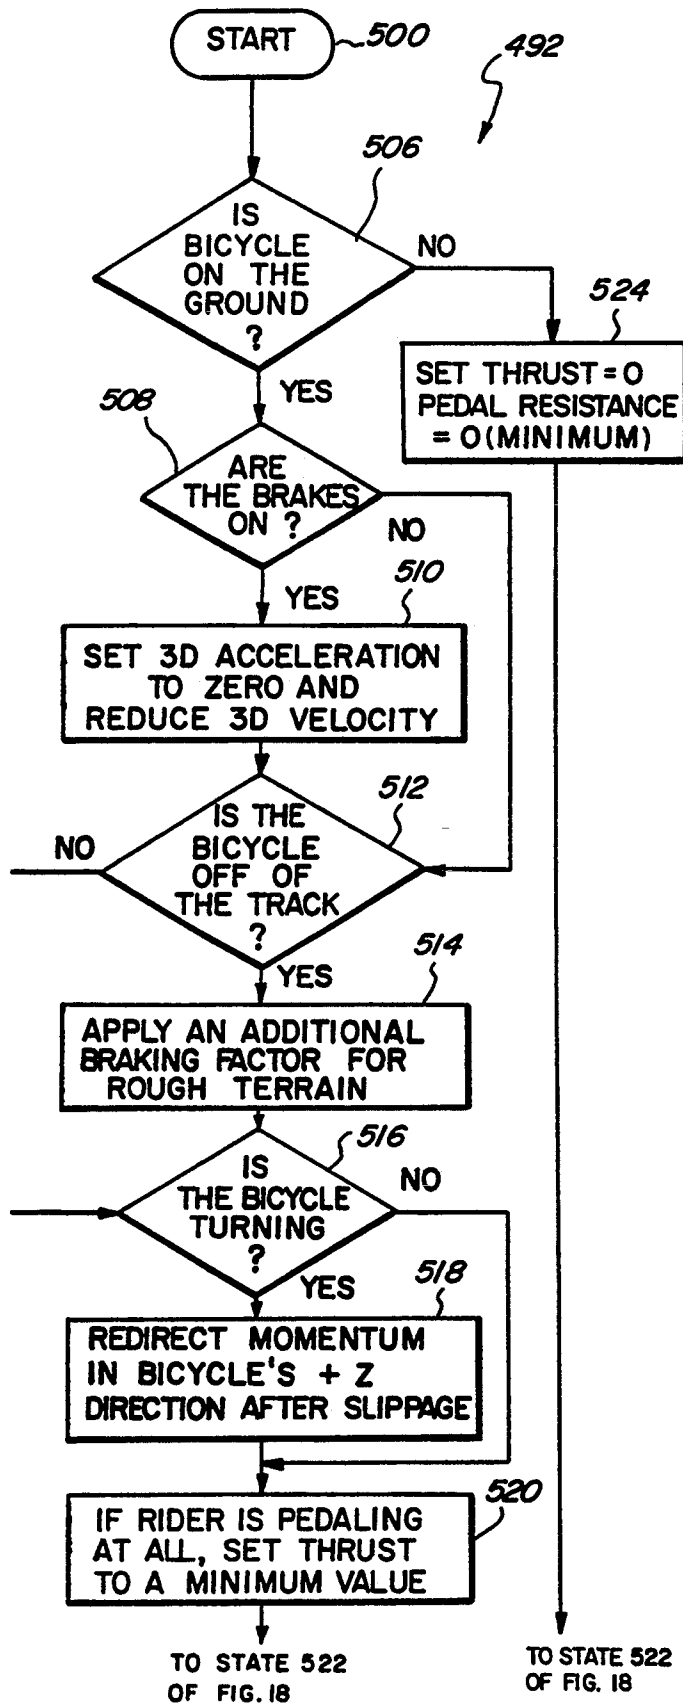 START
500
492
506
IS
BICYCLE
ON THE
GROUND
?
NO
524
SET THRUST = 0
PEDAL RESISTANCE
= 0 (MINIMUM)
YES
508
ARE
THE BRAKES
ON ?
NO
YES
510
SET 3D ACCELERATION
TO ZERO AND
REDUCE 3D VELOCITY
512
IS THE
BICYCLE
OFF OF
THE TRACK
?
NO
YES
514
APPLY AN ADDITIONAL
BRAKING FACTOR FOR
ROUGH TERRAIN
516
IS
THE BICYCLE
TURNING
?
NO
YES
518
REDIRECT MOMENTUM
IN BICYCLE'S + Z
DIRECTION AFTER SLIPPAGE
520
IF RIDER IS PEDALING
AT ALL, SET THRUST
TO A MINIMUM VALUE
TO STATE 522
OF FIG. 18
TO STATE 522
OF FIG. 18